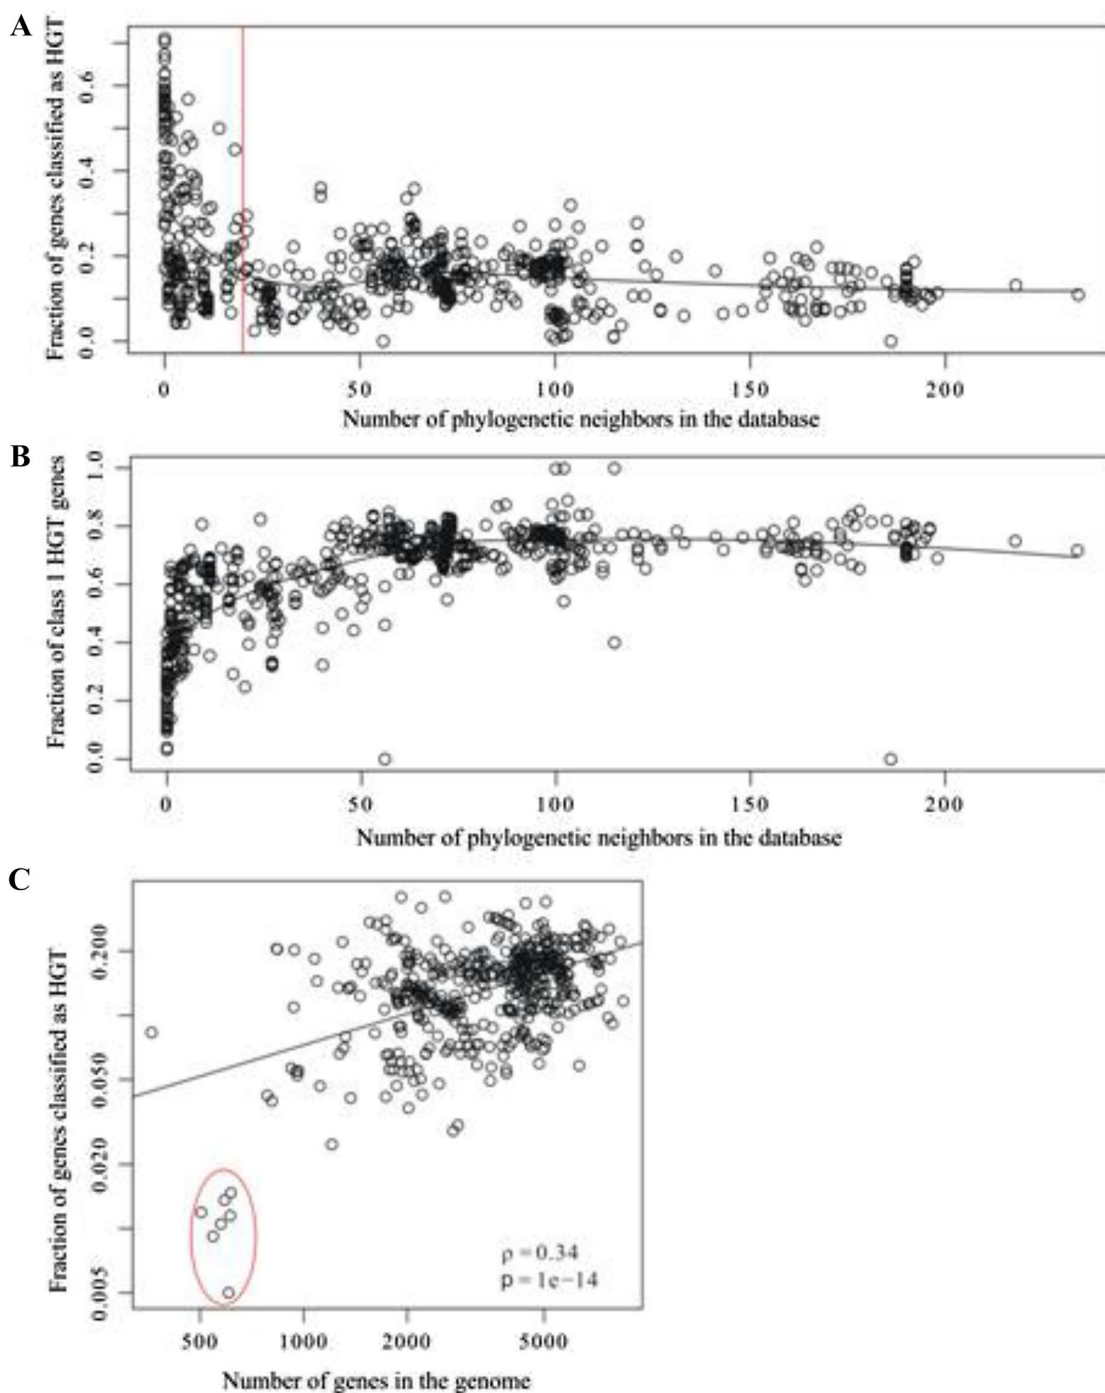 A
Fraction of genes classified as HGT
0.0 0.2 0.4 0.6
0 50 100 150 200
Number of phylogenetic neighbors in the database
B
Fraction of class 1 HGT genes
0.0 0.2 0.4 0.6 0.8 1.0
0 50 100 150 200
Number of phylogenetic neighbors in the database
C
Fraction of genes classified as HGT
0.005 0.020 0.050 0.200
ρ = 0.34
p = 1e−14
500 1000 2000 5000
Number of genes in the genome